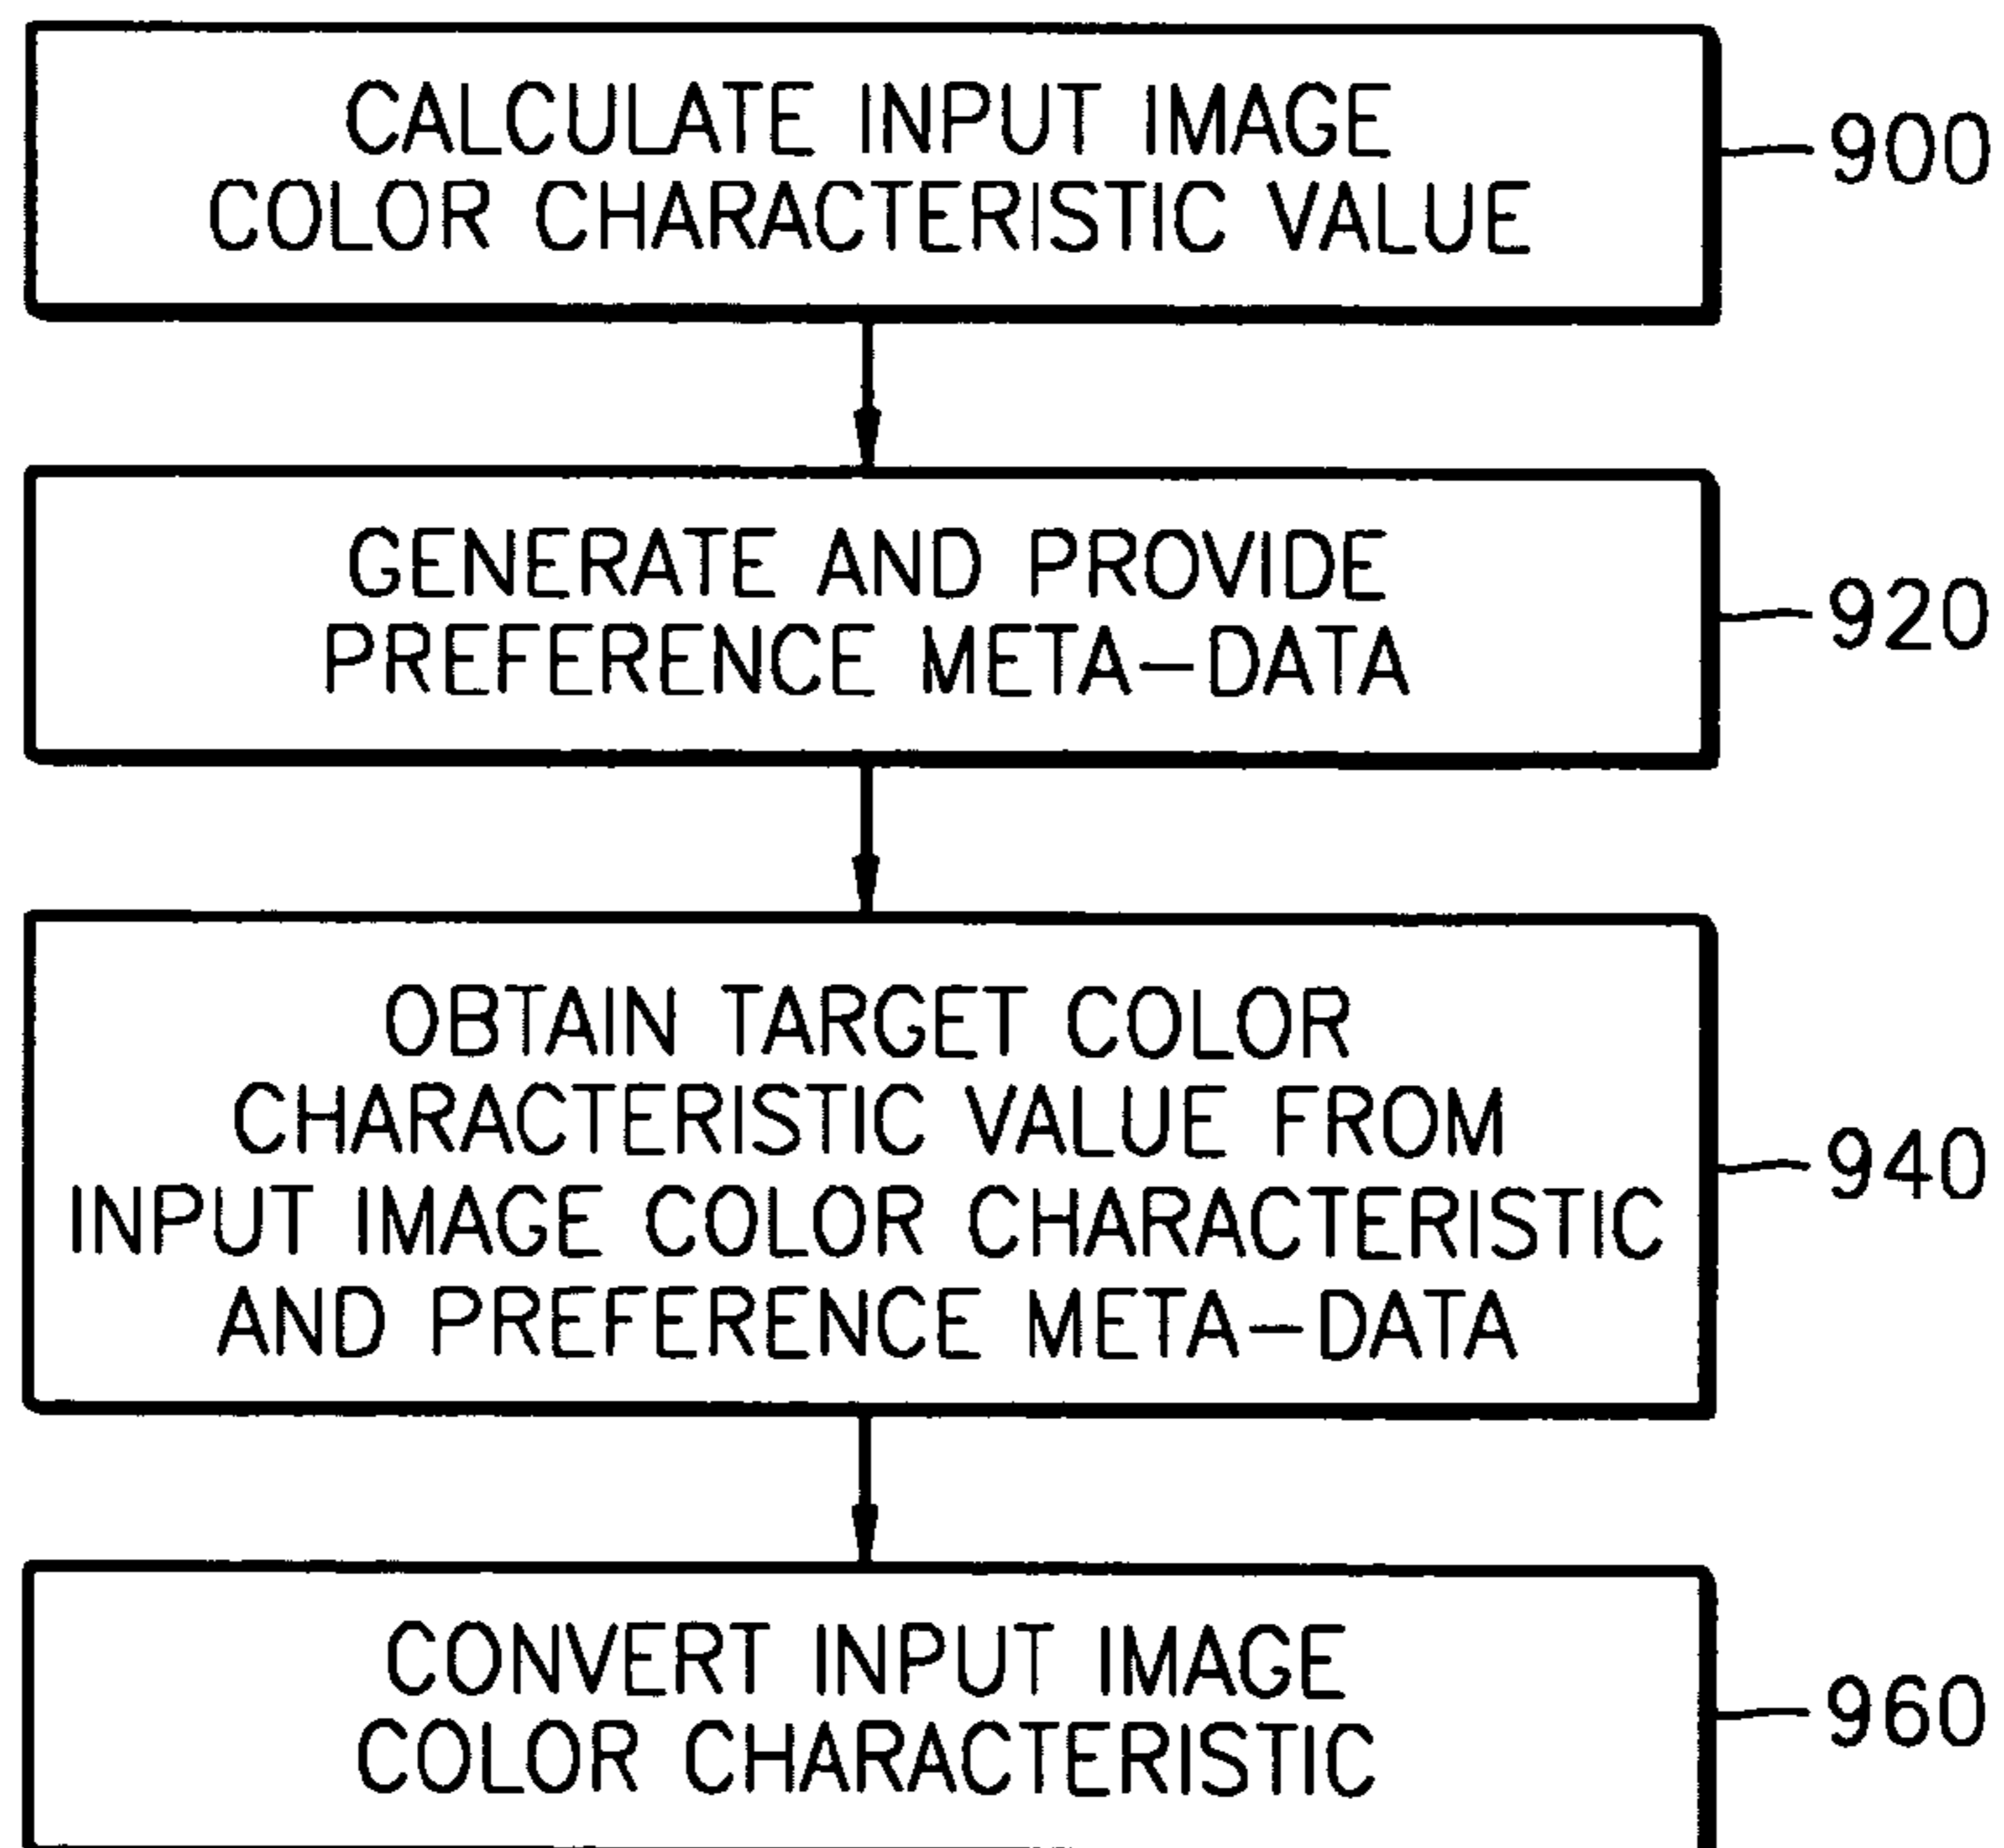 CALCULATE INPUT IMAGE
COLOR CHARACTERISTIC VALUE
900
GENERATE AND PROVIDE
PREFERENCE META-DATA
920
OBTAIN TARGET COLOR
CHARACTERISTIC VALUE FROM
INPUT IMAGE COLOR CHARACTERISTIC
AND PREFERENCE META-DATA
940
CONVERT INPUT IMAGE
COLOR CHARACTERISTIC
960